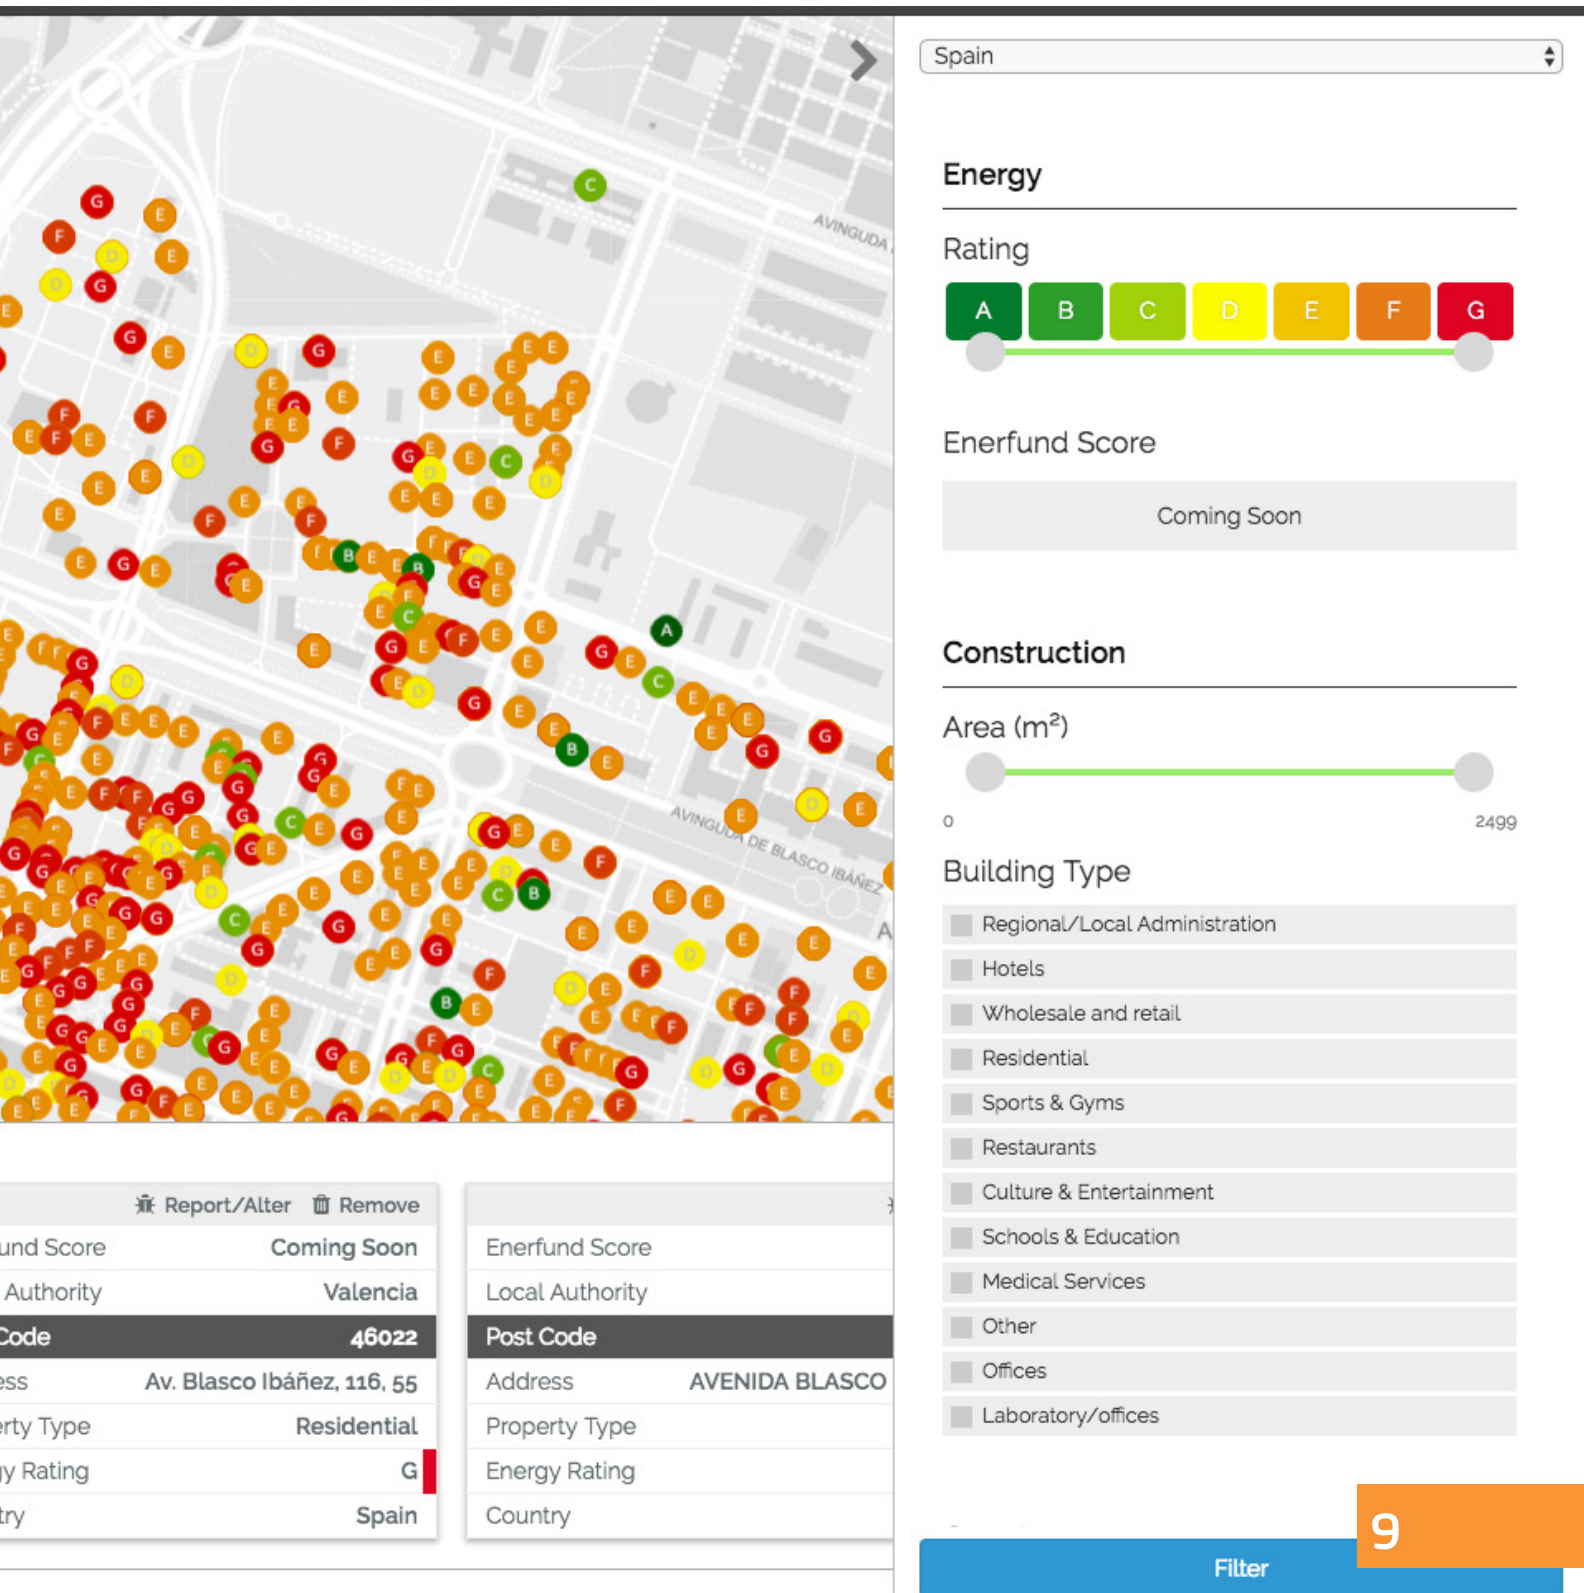 AVINGUDA
AVINGUDA DE BLASCO IBÁÑEZ
A
Report/Alter Remove
und Score Coming Soon
Authority Valencia
Code 46022
ess Av. Blasco Ibáñez, 116, 55
erty Type Residential
gy Rating G
try Spain
Enerfund Score
Local Authority
Post Code
Address AVENIDA BLASCO
Property Type
Energy Rating
Country
Spain
Energy
Rating
A B C D E F G
Enerfund Score
Coming Soon
Construction
Area (m²)
0 2499
Building Type
Regional/Local Administration
Hotels
Wholesale and retail
Residential
Sports & Gyms
Restaurants
Culture & Entertainment
Schools & Education
Medical Services
Other
Offices
Laboratory/offices
9
Filter